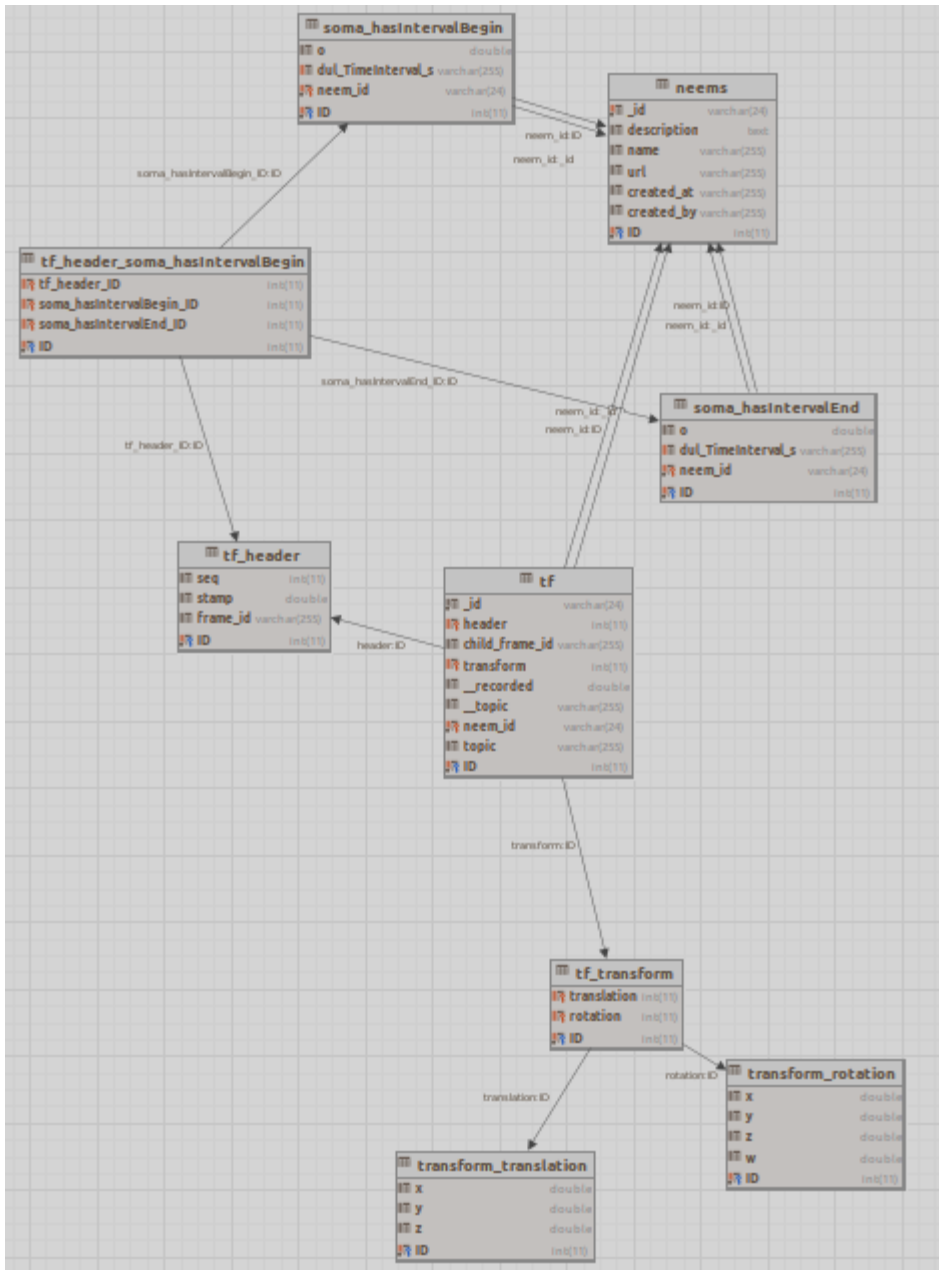 soma_hasIntervalBegin
o double
dul_TimeInterval_s varchar(255)
neem_id varchar(24)
ID int(11)
neems
_id varchar(24)
description text
name varchar(255)
url varchar(255)
created_at varchar(255)
created_by varchar(255)
ID int(11)
neem_id:ID
neem_id:_id
soma_hasIntervalBegin_ID:ID
tf_header_soma_hasIntervalBegin
tf_header_ID int(11)
soma_hasIntervalBegin_ID int(11)
soma_hasIntervalEnd_ID int(11)
ID int(11)
neem_id:ID
neem_id:_id
soma_hasIntervalEnd_ID:ID
soma_hasIntervalEnd
o double
dul_TimeInterval_s varchar(255)
neem_id varchar(24)
ID int(11)
neem_id:_id
neem_id:ID
tf_header_ID:ID
tf_header
seq int(11)
stamp double
frame_id varchar(255)
ID int(11)
header:ID
tf
_id varchar(24)
header int(11)
child_frame_id varchar(255)
transform int(11)
__recorded double
__topic varchar(255)
neem_id varchar(24)
topic varchar(255)
ID int(11)
transform:ID
tf_transform
translation int(11)
rotation int(11)
ID int(11)
rotation:ID
translation:ID
transform_rotation
x double
y double
z double
w double
ID int(11)
transform_translation
x double
y double
z double
ID int(11)